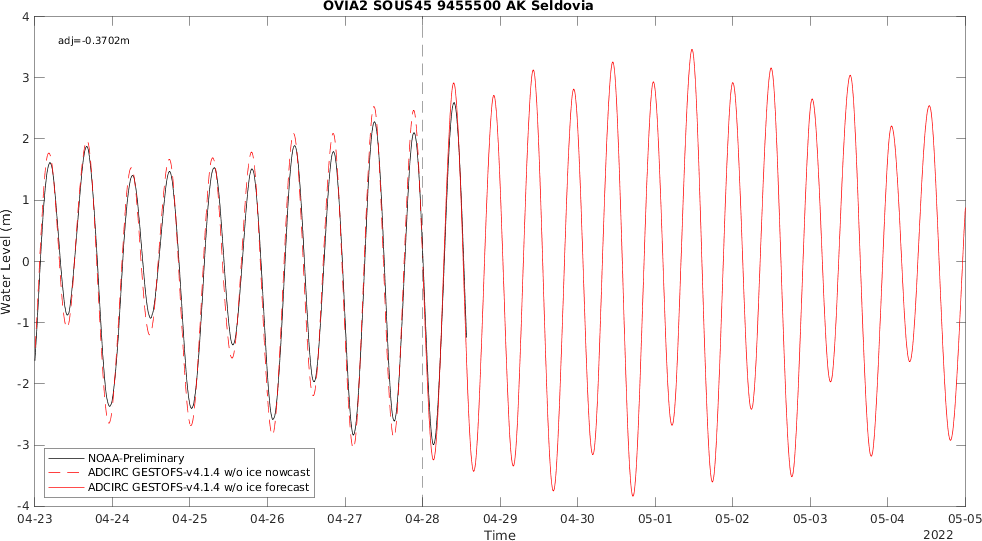 OVIA2 SOUS45 9455500 AK Seldovia
adj=-0.3702m
4
3
2
1
0
-1
-2
-3
-4
Water Level (m)
NOAA-Preliminary
ADCIRC GESTOFS-v4.1.4 w/o ice nowcast
ADCIRC GESTOFS-v4.1.4 w/o ice forecast
04-23 04-24 04-25 04-26 04-27 04-28 04-29 04-30 05-01 05-02 05-03 05-04 05-05
Time
2022